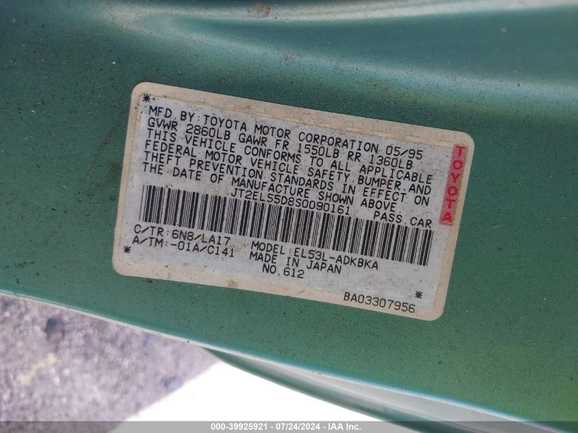 MFD. BY: TOYOTA MOTOR CORPORATION 05/95
GVWR 2860LB GAWR FR 1550LB RR 1360LB
THIS VEHICLE CONFORMS TO ALL APPLICABLE
FEDERAL MOTOR VEHICLE SAFETY, BUMPER, AND
THEFT PREVENTION STANDARDS IN EFFECT ON
THE DATE OF MANUFACTURE SHOWN ABOVE.
JT2EL55D8S0090161 PASS CAR
TOYOTA
C/TR: 6N8/LA17 MODEL: EL53L-ADKBKA
A/TM: -01A/C141 MADE IN JAPAN
NO. 612
BA03307956
000-39925921 - 07/24/2024 - IAA Inc.